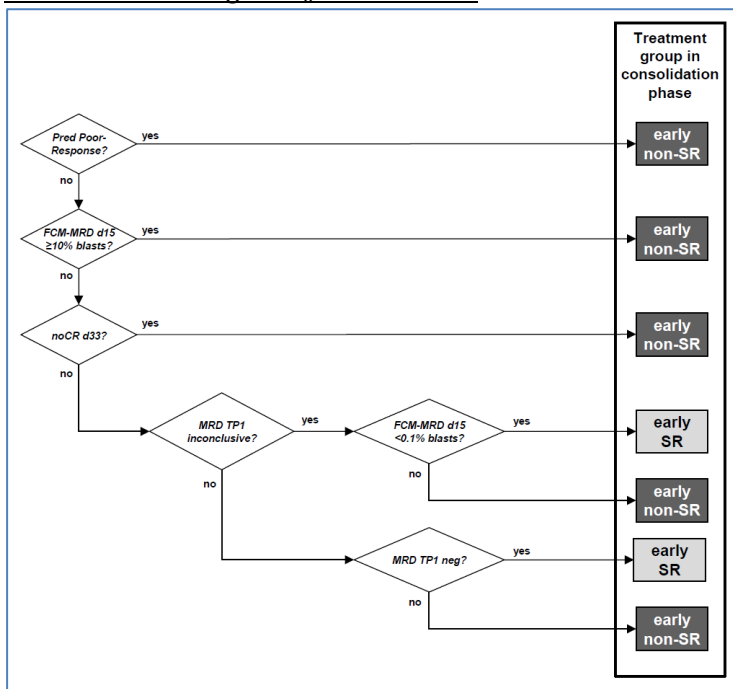 Treatment
group in
consolidation
phase
Pred Poor-
Response?
yes
early
non-SR
no
FCM-MRD d15
≥10% blasts?
yes
early
non-SR
no
noCR d33?
yes
early
non-SR
no
MRD TP1
inconclusive?
yes
FCM-MRD d15
<0.1% blasts?
yes
early
SR
no
no
early
non-SR
MRD TP1 neg?
yes
early
SR
no
early
non-SR